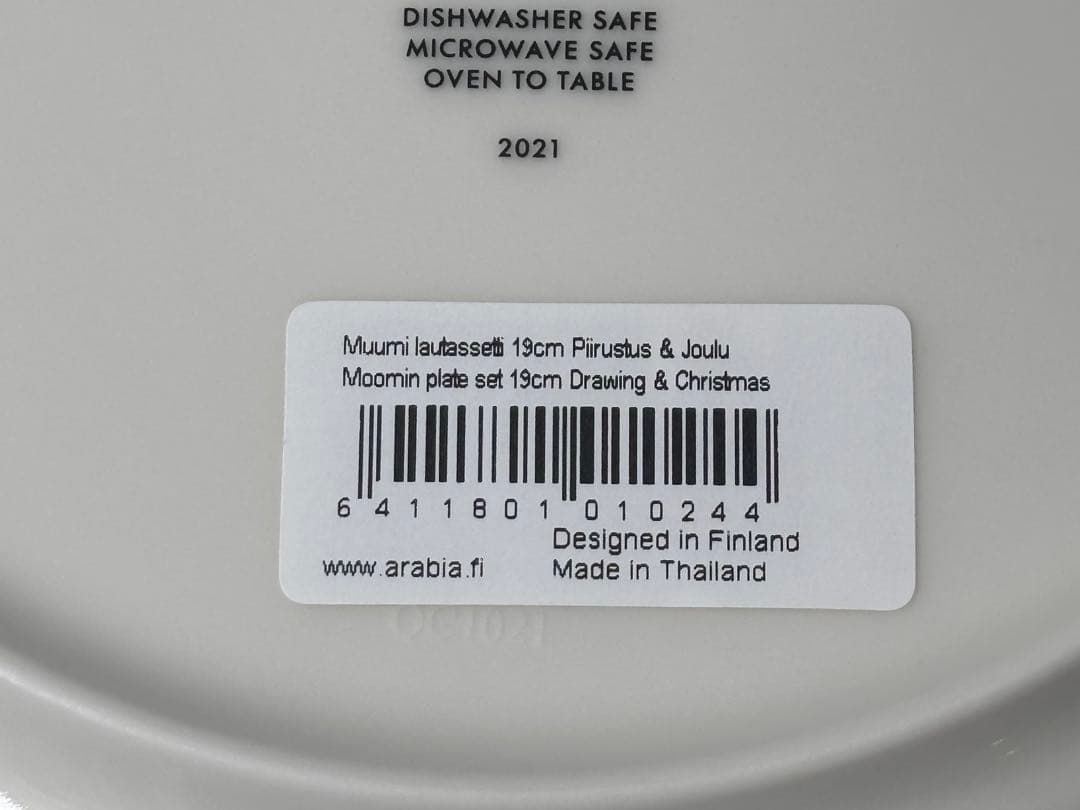 DISHWASHER SAFE
MICROWAVE SAFE
OVEN TO TABLE
2021
Muumi lautassetti 19cm Piirustus & Joulu
Moomin plate set 19cm Drawing & Christmas
6 411801 010244
Designed in Finland
www.arabia.fi Made in Thailand